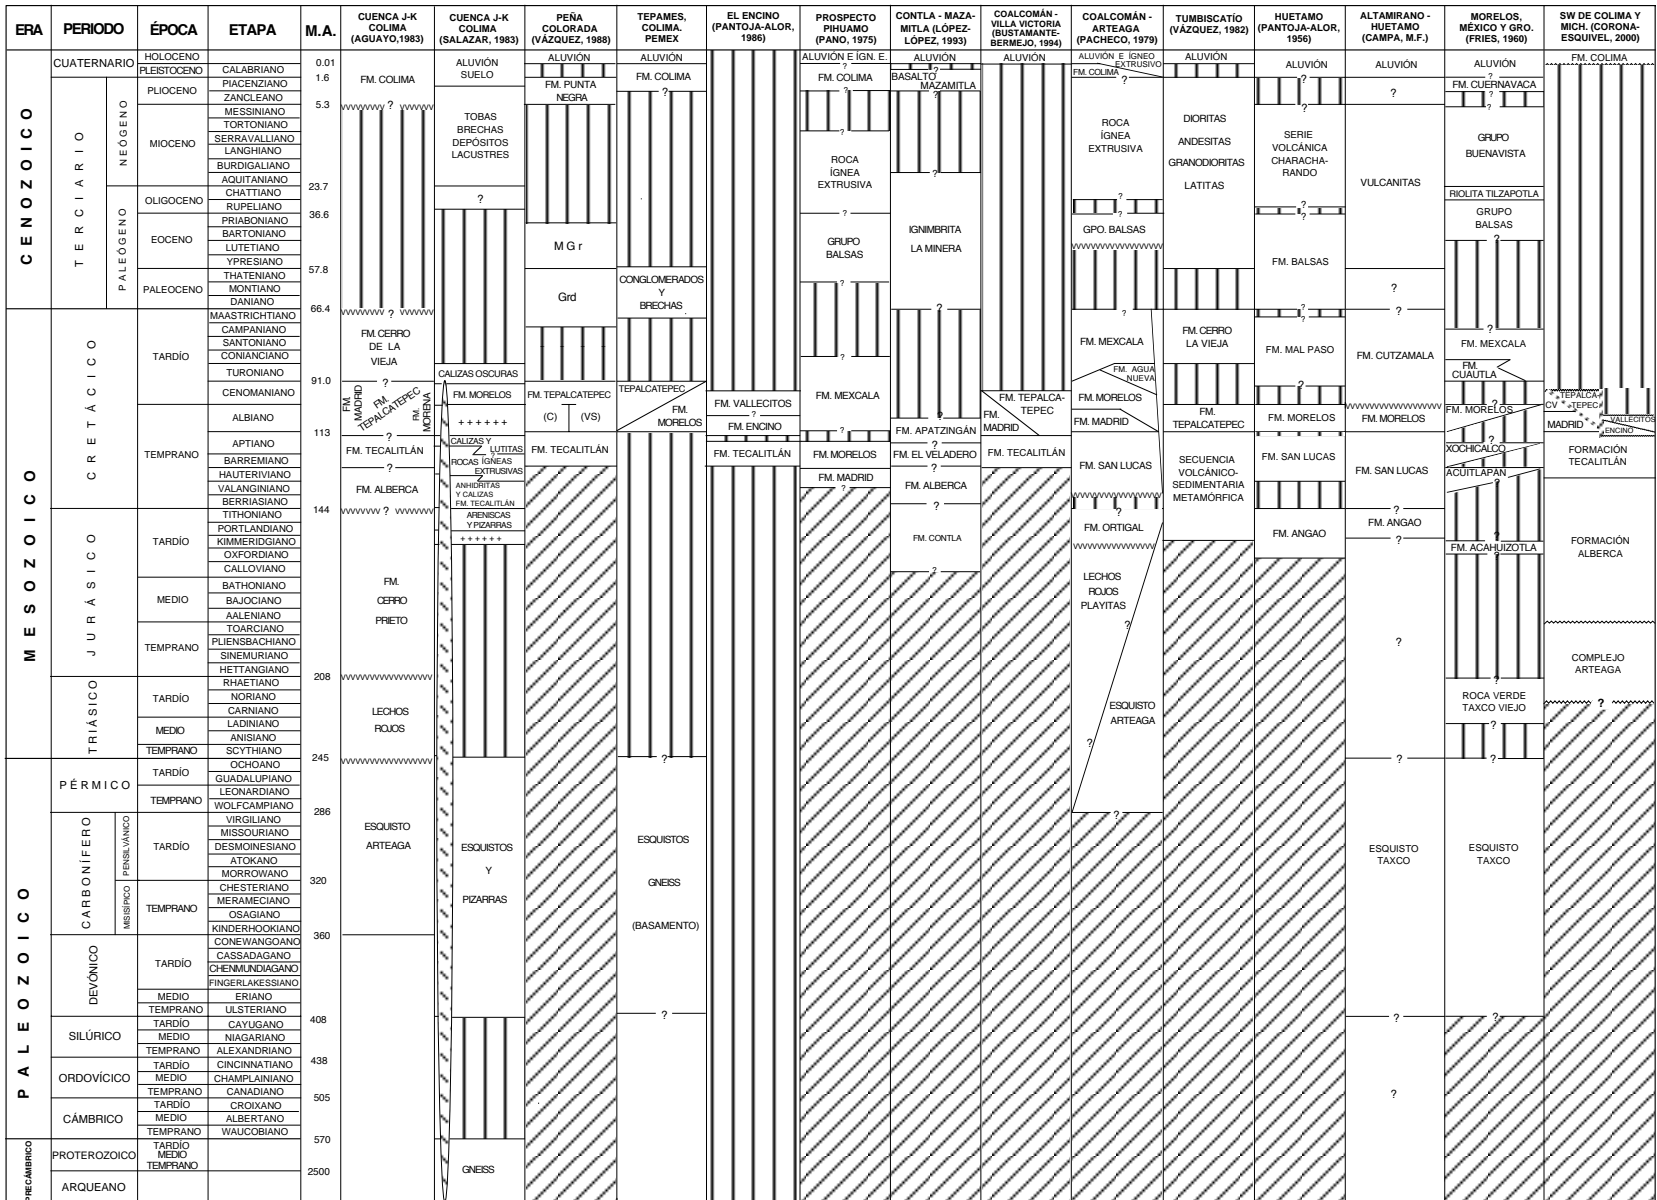 ERA
PERIODO
ÉPOCA
ETAPA
M.A.
CUENCA J-K
COLIMA
(AGUAYO,1983)
CUENCA J-K
COLIMA
(SALAZAR, 1983)
PEÑA
COLORADA
(VÁZQUEZ, 1988)
TEPAMES,
COLIMA.
PEMEX
EL ENCINO
(PANTOJA-ALOR,
1986)
PROSPECTO
PIHUAMO
(PANO, 1975)
CONTLA - MAZA-
MITLA (LÓPEZ-
LÓPEZ, 1993)
COALCOMÁN -
VILLA VICTORIA
(BUSTAMANTE-
BERMEJO, 1994)
COALCOMÁN -
ARTEAGA
(PACHECO, 1979)
TUMBISCATÍO
(VÁZQUEZ, 1982)
HUETAMO
(PANTOJA-ALOR,
1956)
ALTAMIRANO -
HUETAMO
(CAMPA, M.F.)
MORELOS,
MÉXICO Y GRO.
(FRIES, 1960)
SW DE COLIMA Y
MICH. (CORONA-
ESQUIVEL, 2000)
CENOZOICO
MESOZOICO
PALEOZOICO
PRECÁMBRICO
CUATERNARIO
TERCIARIO
NEÓGENO
PALEÓGENO
CRETÁCICO
JURÁSICO
TRIÁSICO
PÉRMICO
CARBONÍFERO
PENSILVÁNICO
MISISÍPICO
DEVÓNICO
SILÚRICO
ORDOVÍCICO
CÁMBRICO
PROTEROZOICO
ARQUEANO
HOLOCENO
PLEISTOCENO
PLIOCENO
MIOCENO
OLIGOCENO
EOCENO
PALEOCENO
TARDÍO
TEMPRANO
TARDÍO
MEDIO
TEMPRANO
TARDÍO
MEDIO
TEMPRANO
TARDÍO
TEMPRANO
TARDÍO
TEMPRANO
TARDÍO
MEDIO
TEMPRANO
TARDÍO
MEDIO
TEMPRANO
TARDÍO
MEDIO
TEMPRANO
TARDÍO
MEDIO
TEMPRANO
TARDÍO
MEDIO
TEMPRANO
CALABRIANO
PIACENZIANO
ZANCLEANO
MESSINIANO
TORTONIANO
SERRAVALLIANO
LANGHIANO
BURDIGALIANO
AQUITANIANO
CHATTIANO
RUPELIANO
PRIABONIANO
BARTONIANO
LUTETIANO
YPRESIANO
THATENIANO
MONTIANO
DANIANO
MAASTRICHTIANO
CAMPANIANO
SANTONIANO
CONIANCIANO
TURONIANO
CENOMANIANO
ALBIANO
APTIANO
BARREMIANO
HAUTERIVIANO
VALANGINIANO
BERRIASIANO
TITHONIANO
PORTLANDIANO
KIMMERIDGIANO
OXFORDIANO
CALLOVIANO
BATHONIANO
BAJOCIANO
AALENIANO
TOARCIANO
PLIENSBACHIANO
SINEMURIANO
HETTANGIANO
RHAETIANO
NORIANO
CARNIANO
LADINIANO
ANISIANO
SCYTHIANO
OCHOANO
GUADALUPIANO
LEONARDIANO
WOLFCAMPIANO
VIRGILIANO
MISSOURIANO
DESMOINESIANO
ATOKANO
MORROWANO
CHESTERIANO
MERAMECIANO
OSAGIANO
KINDERHOOKIANO
CONEWANGOANO
CASSADAGANO
CHENMUNDIAGANO
FINGERLAKESSIANO
ERIANO
ULSTERIANO
CAYUGANO
NIAGARIANO
ALEXANDRIANO
CINCINNATIANO
CHAMPLAINIANO
CANADIANO
CROIXANO
ALBERTANO
WAUCOBIANO
0.01
1.6
5.3
23.7
36.6
57.8
66.4
91.0
113
144
208
245
286
320
360
408
438
505
570
2500
FM. COLIMA
?
?
FM. CERRO
DE LA
VIEJA
?
FM. MADRID
FM. TEPALCATEPEC
FM. MORENA
?
FM. TECALITLÁN
?
FM. ALBERCA
?
FM.
CERRO
PRIETO
LECHOS
ROJOS
ESQUISTO
ARTEAGA
ALUVIÓN
SUELO
TOBAS
BRECHAS
DEPÓSITOS
LACUSTRES
?
CALIZAS OSCURAS
FM. MORELOS
++++++
CALIZAS Y
LUTITAS
?
ROCAS ÍGNEAS
EXTRUSIVAS
ANHIDRITAS
Y CALIZAS
FM. TECALITLÁN
ARENISCAS
Y PIZARRAS
++++++
ESQUISTOS
Y
PIZARRAS
GNEISS
ALUVIÓN
FM. PUNTA
NEGRA
M G r
Grd
FM. TEPALCATEPEC
(C)
(VS)
FM. TECALITLÁN
ALUVIÓN
FM. COLIMA
?
CONGLOMERADOS
Y
BRECHAS
TEPALCATEPEC
FM.
MORELOS
?
ESQUISTOS
GNEISS
(BASAMENTO)
?
FM. VALLECITOS
?
FM. ENCINO
FM. TECALITLÁN
ALUVIÓN E ÍGN. E.
FM. COLIMA
?
?
ROCA
ÍGNEA
EXTRUSIVA
?
GRUPO
BALSAS
?
?
FM. MEXCALA
?
FM. MORELOS
FM. MADRID
?
ALUVIÓN
?
BASALTO
MAZAMITLA
?
?
IGNIMBRITA
LA MINERA
?
?
FM. APATZINGÁN
?
FM. EL VELADERO
?
FM. ALBERCA
?
FM. CONTLA
?
ALUVIÓN
FM. TEPALCA-
TEPEC
FM.
MADRID
FM. TECALITLÁN
ALUVIÓN E ÍGNEO
EXTRUSIVO
FM. COLIMA
?
ROCA
ÍGNEA
EXTRUSIVA
?
?
GPO. BALSAS
?
FM. MEXCALA
FM. AGUA
NUEVA
FM. MORELOS
FM. MADRID
FM. SAN LUCAS
?
FM. ORTIGAL
LECHOS
ROJOS
PLAYITAS
?
ESQUISTO
ARTEAGA
?
?
ALUVIÓN
DIORITAS
ANDESITAS
GRANODIORITAS
LATITAS
FM. CERRO
LA VIEJA
FM.
TEPALCATEPEC
SECUENCIA
VOLCÁNICO-
SEDIMENTARIA
METAMÓRFICA
ALUVIÓN
?
SERIE
VOLCÁNICA
CHARACHA-
RANDO
?
?
FM. BALSAS
?
?
FM. MAL PASO
?
FM. MORELOS
FM. SAN LUCAS
FM. ANGAO
ALUVIÓN
?
VULCANITAS
?
?
FM. CUTZAMALA
FM. MORELOS
FM. SAN LUCAS
?
FM. ANGAO
?
?
?
ESQUISTO
TAXCO
?
?
ALUVIÓN
?
FM. CUERNAVACA
?
?
GRUPO
BUENAVISTA
RIOLITA TILZAPOTLA
GRUPO
BALSAS
?
?
FM. MEXCALA
FM.
CUAUTLA
FM. MORELOS
?
XOCHICALCO
ACUITLAPAN
?
FM. ACAHUIZOTLA
?
ROCA VERDE
TAXCO VIEJO
?
?
ESQUISTO
TAXCO
?
FM. COLIMA
TEPALCA-
TEPEC
CV
MADRID
VALLECITOS
ENCINO
FORMACIÓN
TECALITLÁN
FORMACIÓN
ALBERCA
COMPLEJO
ARTEAGA
?